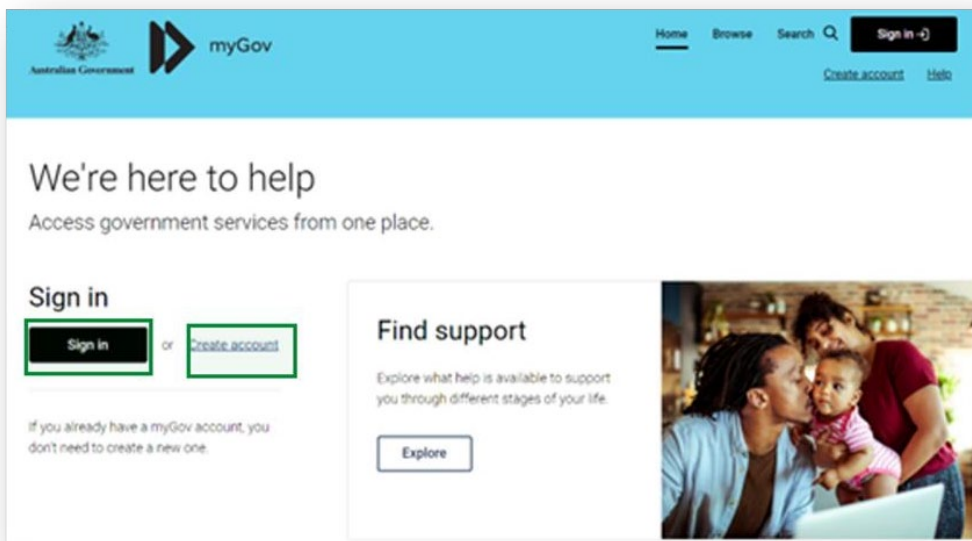 Australian Government
myGov
Home Browse Search Sign in
Create account Help
We're here to help
Access government services from one place.
Sign in
Sign in or Create account
If you already have a myGov account, you
don't need to create a new one.
Find support
Explore what help is available to support
you through different stages of your life.
Explore